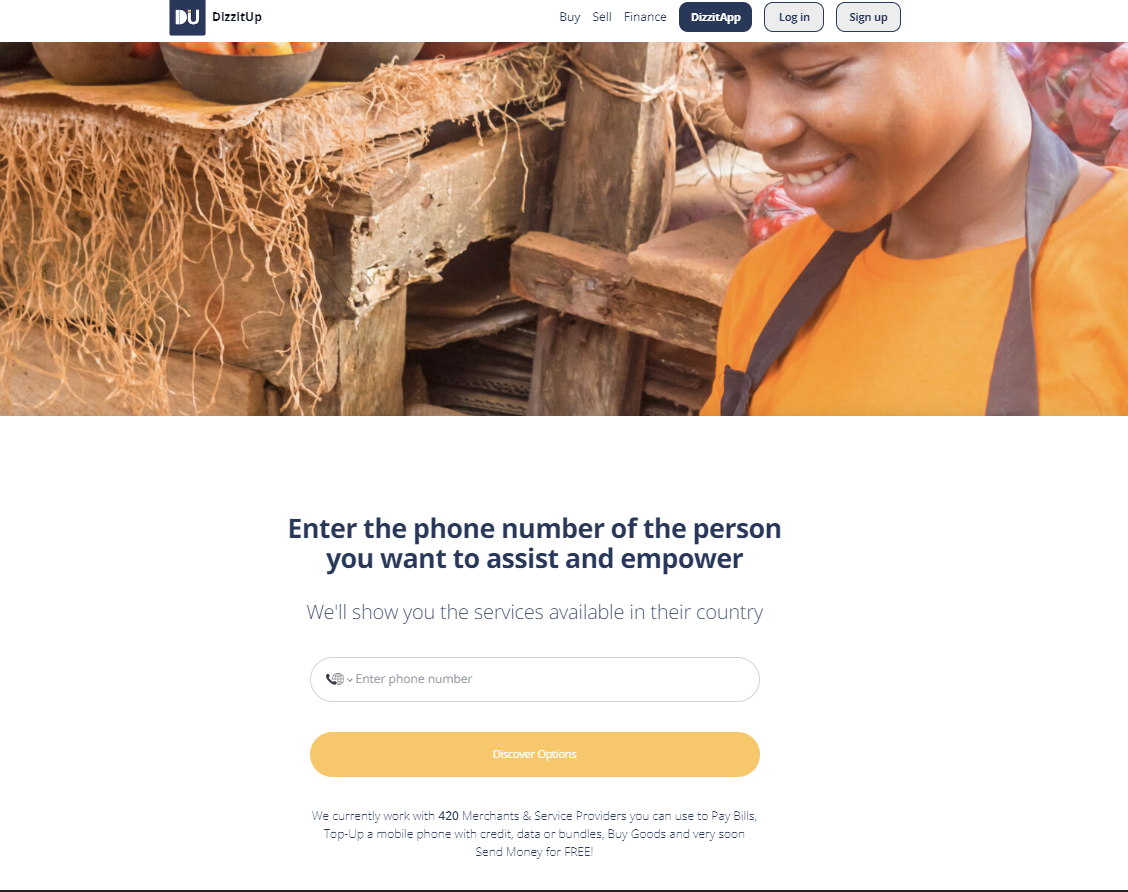 DU DizzitUp Buy Sell Finance DizzitApp Log in Sign up
Enter the phone number of the person
you want to assist and empower
We'll show you the services available in their country
Enter phone number
Discover Options
We currently work with 420 Merchants & Service Providers you can use to Pay Bills,
Top-Up a mobile phone with credit, data or bundles, Buy Goods and very soon
Send Money for FREE!